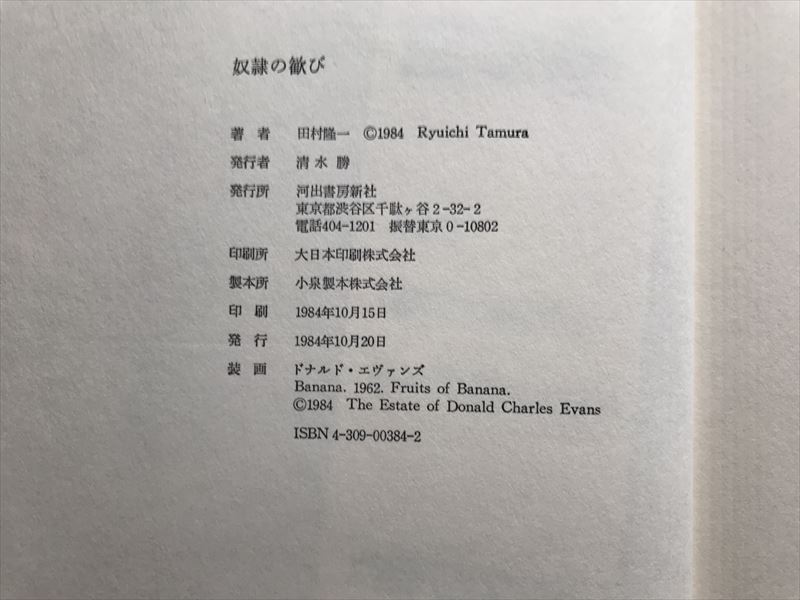 奴隷の歓び
著者 田村隆一 ©1984 Ryuichi Tamura
発行者 清水勝
発行所 河出書房新社
東京都渋谷区千駄ヶ谷2-32-2
電話404-1201 振替東京0-10802
印刷所 大日本印刷株式会社
製本所 小泉製本株式会社
印刷 1984年10月15日
発行 1984年10月20日
装画 ドナルド・エヴァンズ
Banana. 1962. Fruits of Banana.
©1984 The Estate of Donald Charles Evans
ISBN 4-309-00384-2